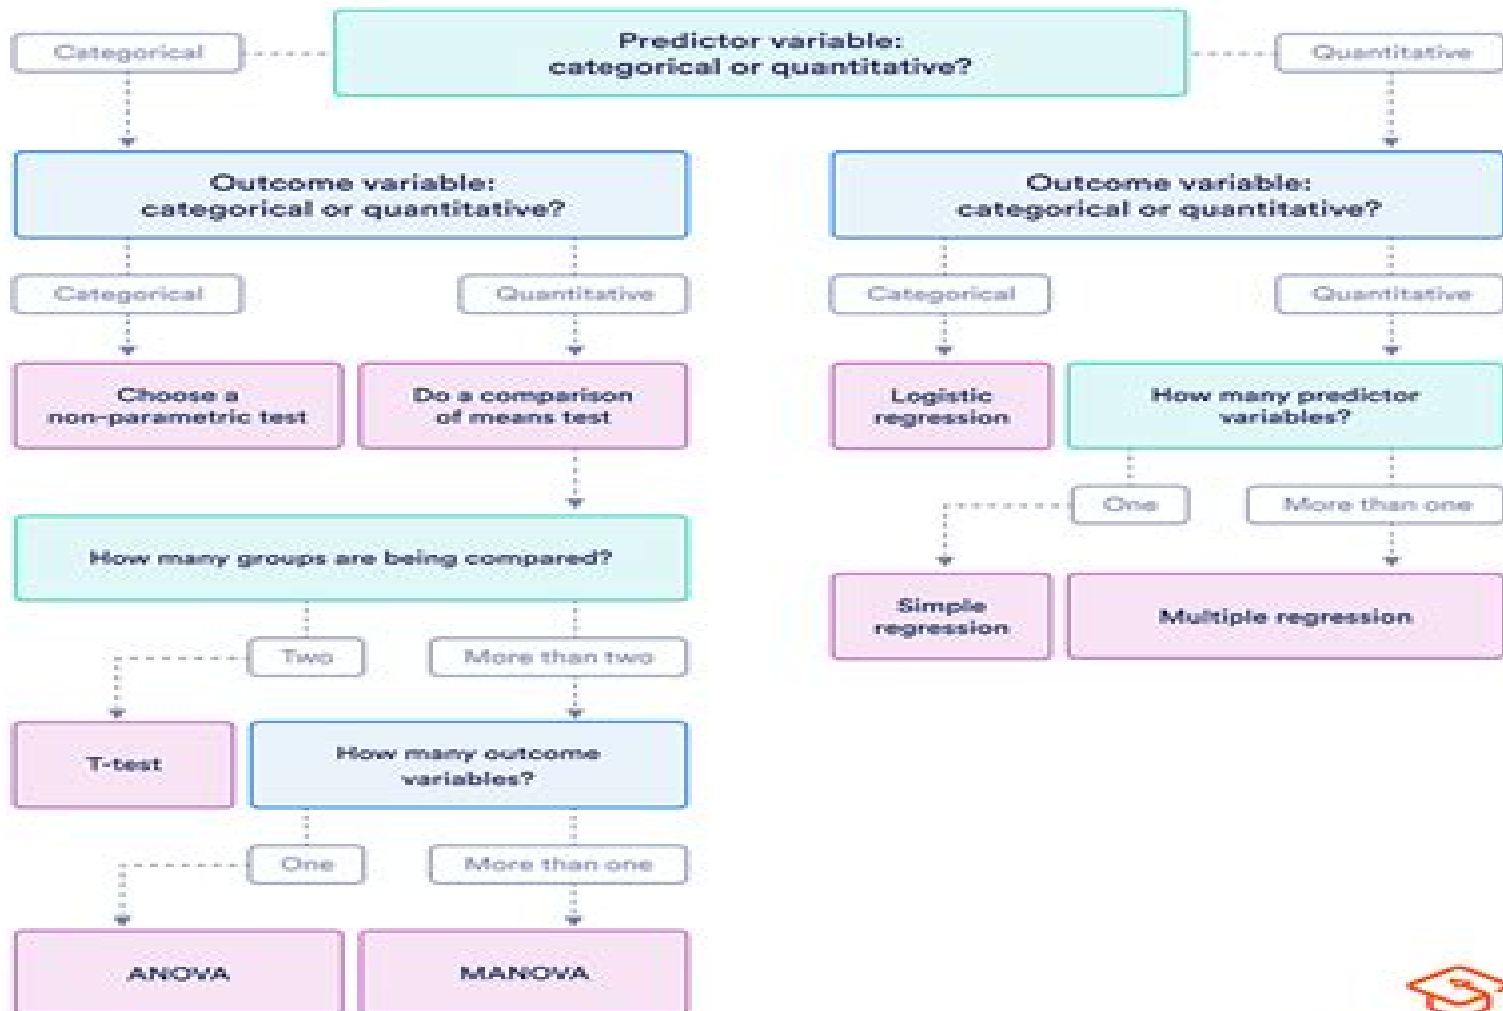 Predictor variable:
categorical or quantitative?
Categorical
Quantitative
Outcome variable:
categorical or quantitative?
Outcome variable:
categorical or quantitative?
Categorical
Quantitative
Categorical
Quantitative
Choose a
non-parametric test
Do a comparison
of means test
Logistic
regression
How many predictor
variables?
One
More than one
How many groups are being compared?
Simple
regression
Multiple regression
Two
More than two
T-test
How many outcome
variables?
One
More than one
ANOVA
MANOVA